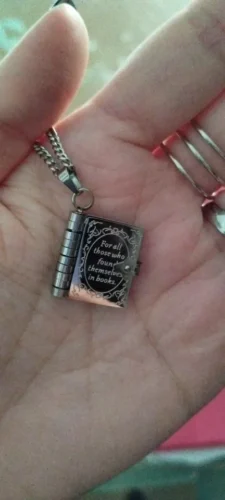 For all
those who
found
themselves
in books.